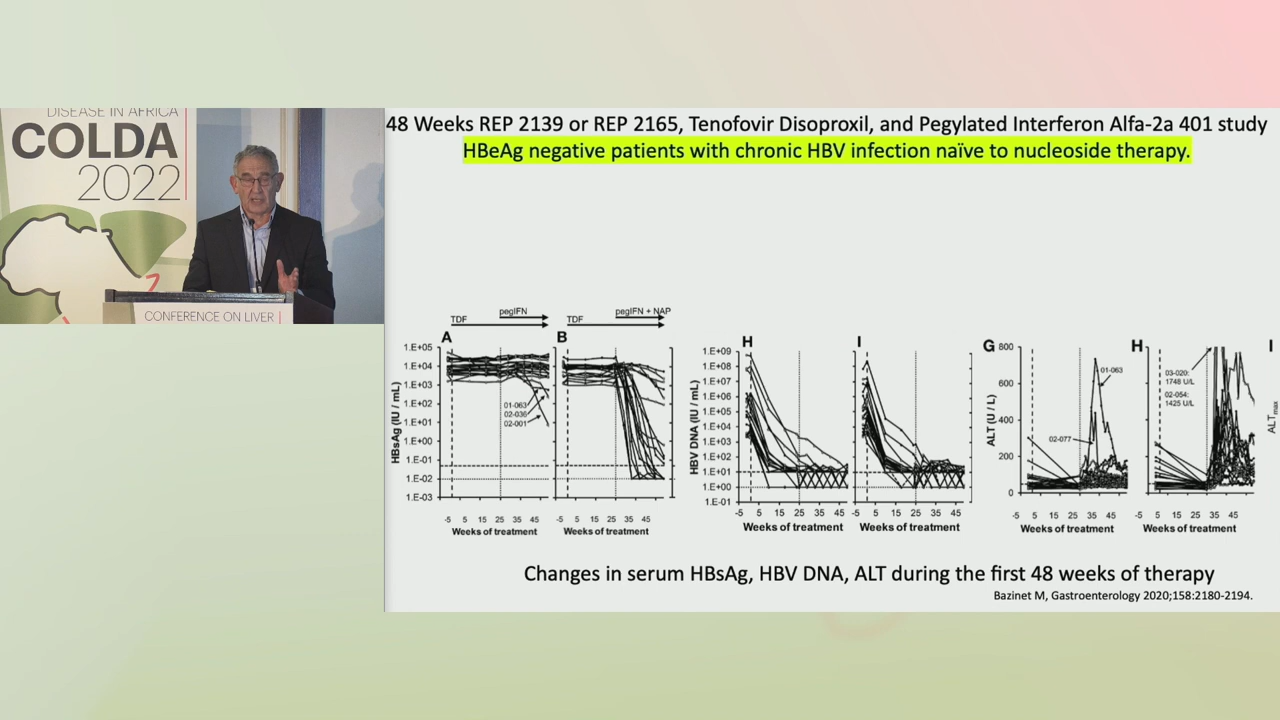 DISEASE IN AFRICA
COLDA
2022
CONFERENCE ON LIVER
48 Weeks REP 2139 or REP 2165, Tenofovir Disoproxil, and Pegylated Interferon Alfa-2a 401 study
HBeAg negative patients with chronic HBV infection naïve to nucleoside therapy.
TDF
pegIFN
TDF
pegIFN + NAP
A
B
H
I
G
H
I
HBsAg (IU / mL)
1.E+05
1.E+04
1.E+03
1.E+02
1.E+01
1.E+00
1.E-01
1.E-02
1.E-03
01-063
02-036
02-001
-5 5 15 25 35 45
Weeks of treatment
-5 5 15 25 35 45
Weeks of treatment
HBV DNA (IU / mL)
1.E+09
1.E+08
1.E+07
1.E+06
1.E+05
1.E+04
1.E+03
1.E+02
1.E+01
1.E+00
1.E-01
-5 5 15 25 35 45
Weeks of treatment
-5 5 15 25 35 45
Weeks of treatment
ALT (U / L)
800
600
400
200
0
01-063
02-077
-5 5 15 25 35 45
Weeks of treatment
03-020:
1748 U/L
02-054:
1425 U/L
-5 5 15 25 35 45
Weeks of treatment
ALTmax
Changes in serum HBsAg, HBV DNA, ALT during the first 48 weeks of therapy
Bazinet M, Gastroenterology 2020;158:2180-2194.